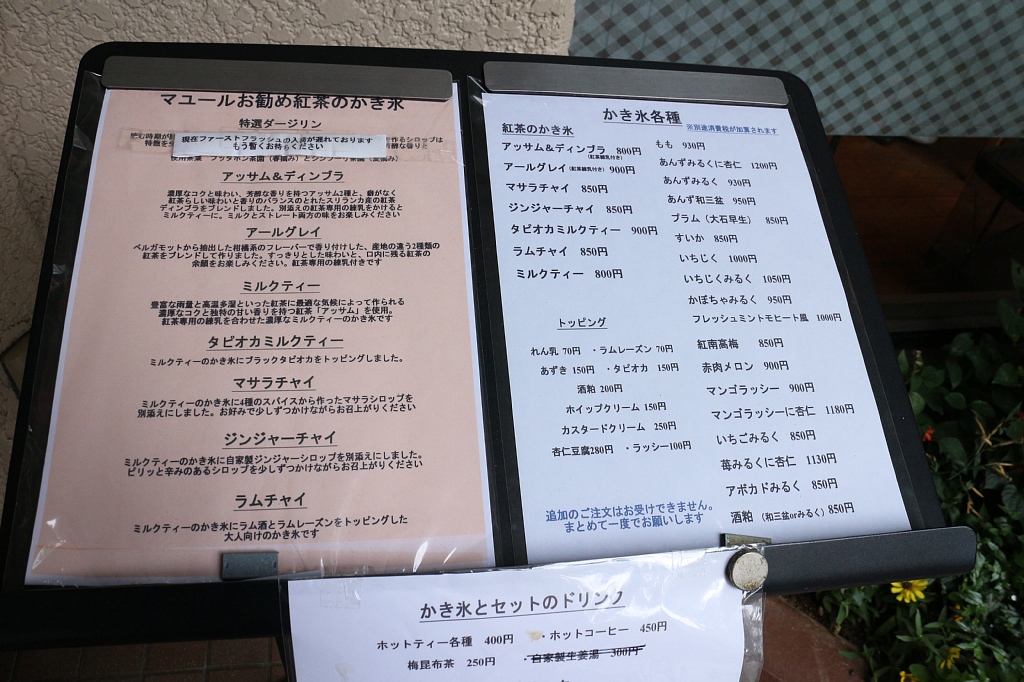 マユールお勧め紅茶のかき氷
特選ダージリン
現在ファーストフラッシュの入荷が遅れております
もう暫くお待ちください
アッサム＆ディンブラ
濃厚なコクと味わい、芳醇な香りを持つアッサム2種と、癖がなく
紅茶らしい味わいと香りのバランスのとれたスリランカ産の紅茶
ディンブラをブレンドしました。別添えの紅茶専用の練乳をかけると
ミルクティーに。ミルクとストレート両方の味をお楽しみください
アールグレイ
ベルガモットから抽出した柑橘系のフレーバーで香り付けした、産地の違う2種類の
紅茶をブレンドして作りました。すっきりとした味わいと、口内に残る紅茶の
余韻をお楽しみください。紅茶専用の練乳付きです
ミルクティー
豊富な雨量と高温多湿といった紅茶に最適な気候によって作られる
濃厚なコクと独特の甘い香りを持つ紅茶「アッサム」を使用。
紅茶専用の練乳を合わせた濃厚なミルクティーのかき氷です
タピオカミルクティー
ミルクティーのかき氷にブラックタピオカをトッピングしました。
マサラチャイ
ミルクティーのかき氷に4種のスパイスから作ったマサラシロップを
別添えにしました。お好みで少しずつかけながらお召上がりください
ジンジャーチャイ
ミルクティーのかき氷に自家製ジンジャーシロップを別添えにしました。
ピリッと辛みのあるシロップを少しずつかけながらお召上がりください
ラムチャイ
ミルクティーのかき氷にラム酒とラムレーズンをトッピングした
大人向けのかき氷です
かき氷各種
※別途消費税が加算されます
紅茶のかき氷
アッサム＆ディンブラ 800円
(紅茶練乳付き)
アールグレイ (紅茶練乳付き) 900円
マサラチャイ 850円
ジンジャーチャイ 850円
タピオカミルクティー 900円
ラムチャイ 850円
ミルクティー 800円
トッピング
れん乳 70円 ・ラムレーズン 70円
あずき 150円 ・タピオカ 150円
酒粕 200円
ホイップクリーム 150円
カスタードクリーム 250円
杏仁豆腐280円 ・ラッシー100円
追加のご注文はお受けできません。
まとめて一度でお願いします
もも 930円
あんずみるくに杏仁 1200円
あんずみるく 930円
あんず和三盆 950円
プラム（大石早生） 850円
すいか 850円
いちじく 1000円
いちじくみるく 1050円
かぼちゃみるく 950円
フレッシュミントモヒート風 1000円
紅南高梅 850円
赤肉メロン 900円
マンゴラッシー 900円
マンゴラッシーに杏仁 1180円
いちごみるく 850円
苺みるくに杏仁 1130円
アボカドみるく 850円
酒粕 （和三盆orみるく）850円
かき氷とセットのドリンク
ホットティー各種 400円 ・ホットコーヒー 450円
梅昆布茶 250円 ・自家製生姜湯 300円